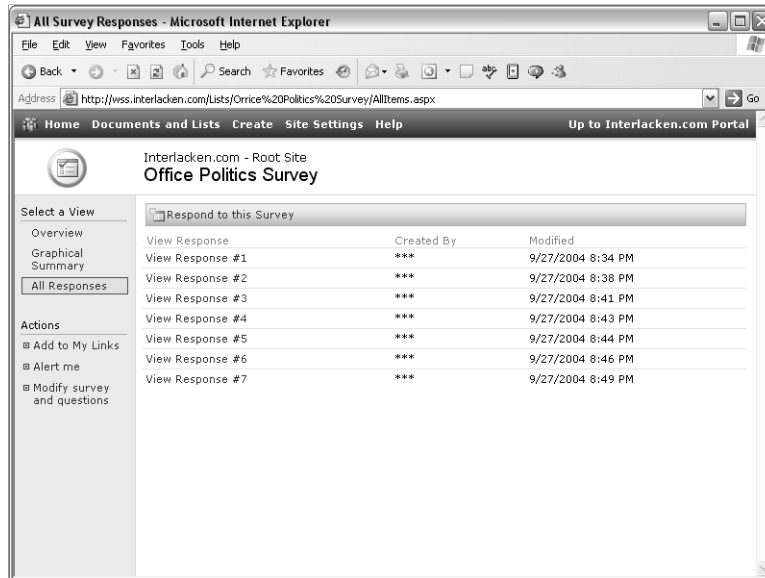 All Survey Responses - Microsoft Internet Explorer
File Edit View Favorites Tools Help
Back Search Favorites
Address http://wss.interlacken.com/Lists/Orrice%20Politics%20Survey/AllItems.aspx Go
Home Documents and Lists Create Site Settings Help Up to Interlacken.com Portal
Interlacken.com - Root Site
Office Politics Survey
Select a View
Overview
Graphical
Summary
All Responses
Actions
Add to My Links
Alert me
Modify survey
and questions
Respond to this Survey
View Response Created By Modified
View Response #1 *** 9/27/2004 8:34 PM
View Response #2 *** 9/27/2004 8:38 PM
View Response #3 *** 9/27/2004 8:41 PM
View Response #4 *** 9/27/2004 8:43 PM
View Response #5 *** 9/27/2004 8:44 PM
View Response #6 *** 9/27/2004 8:46 PM
View Response #7 *** 9/27/2004 8:49 PM